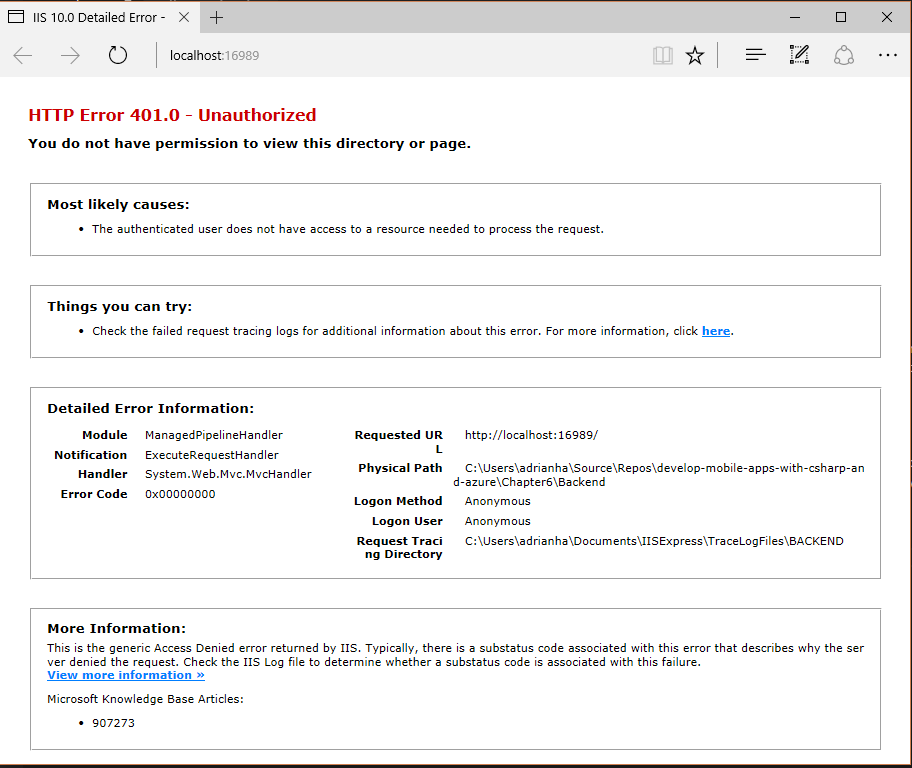 IIS 10.0 Detailed Error -
localhost:16989
HTTP Error 401.0 - Unauthorized
You do not have permission to view this directory or page.
Most likely causes:
• The authenticated user does not have access to a resource needed to process the request.
Things you can try:
• Check the failed request tracing logs for additional information about this error. For more information, click here.
Detailed Error Information:
Module ManagedPipelineHandler
Notification ExecuteRequestHandler
Handler System.Web.Mvc.MvcHandler
Error Code 0x00000000
Requested UR http://localhost:16989/
L
Physical Path C:\Users\adrianha\Source\Repos\develop-mobile-apps-with-csharp-an
d-azure\Chapter6\Backend
Logon Method Anonymous
Logon User Anonymous
Request Traci C:\Users\adrianha\Documents\IISExpress\TraceLogFiles\BACKEND
ng Directory
More Information:
This is the generic Access Denied error returned by IIS. Typically, there is a substatus code associated with this error that describes why the ser
ver denied the request. Check the IIS Log file to determine whether a substatus code is associated with this failure.
View more information »
Microsoft Knowledge Base Articles:
• 907273